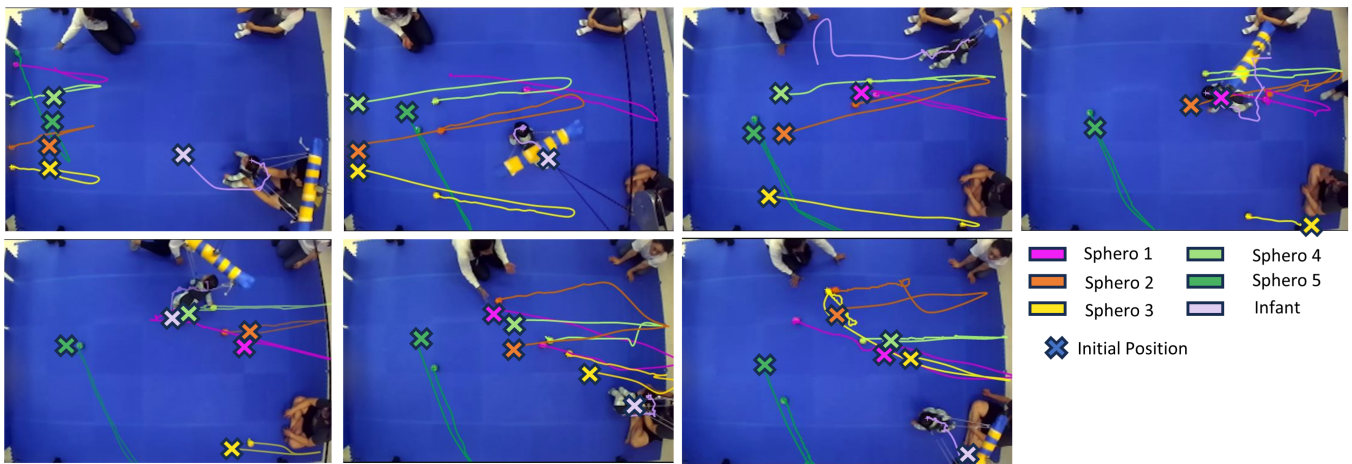 Sphero 1 Sphero 4
Sphero 2 Sphero 5
Sphero 3 Infant
Initial Position